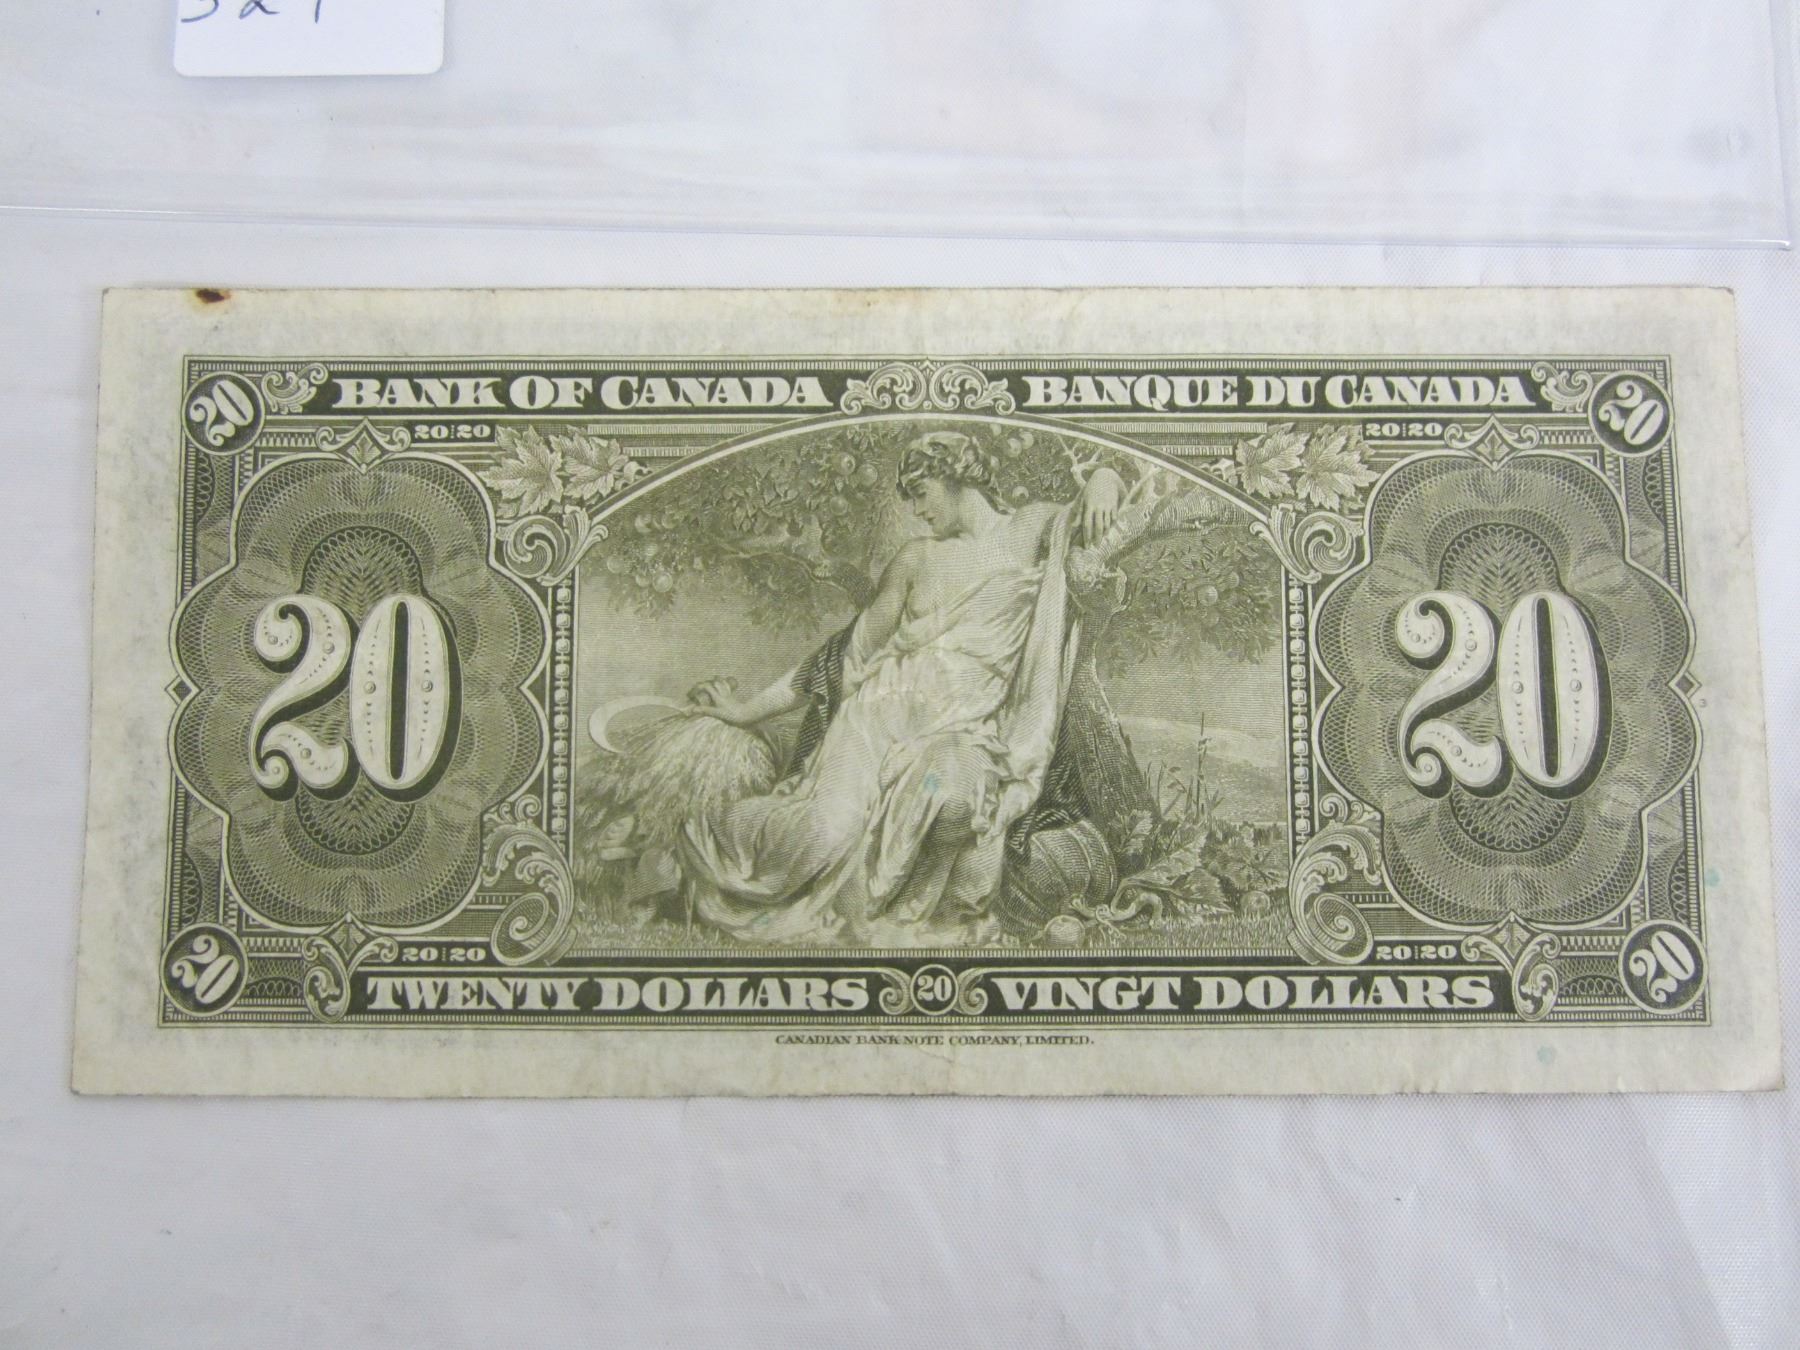 BANK OF CANADA BANQUE DU CANADA
20 20
20:20 20:20
20 20
20:20 20:20
20 20
TWENTY DOLLARS 20 VINGT DOLLARS
CANADIAN BANK NOTE COMPANY, LIMITED.